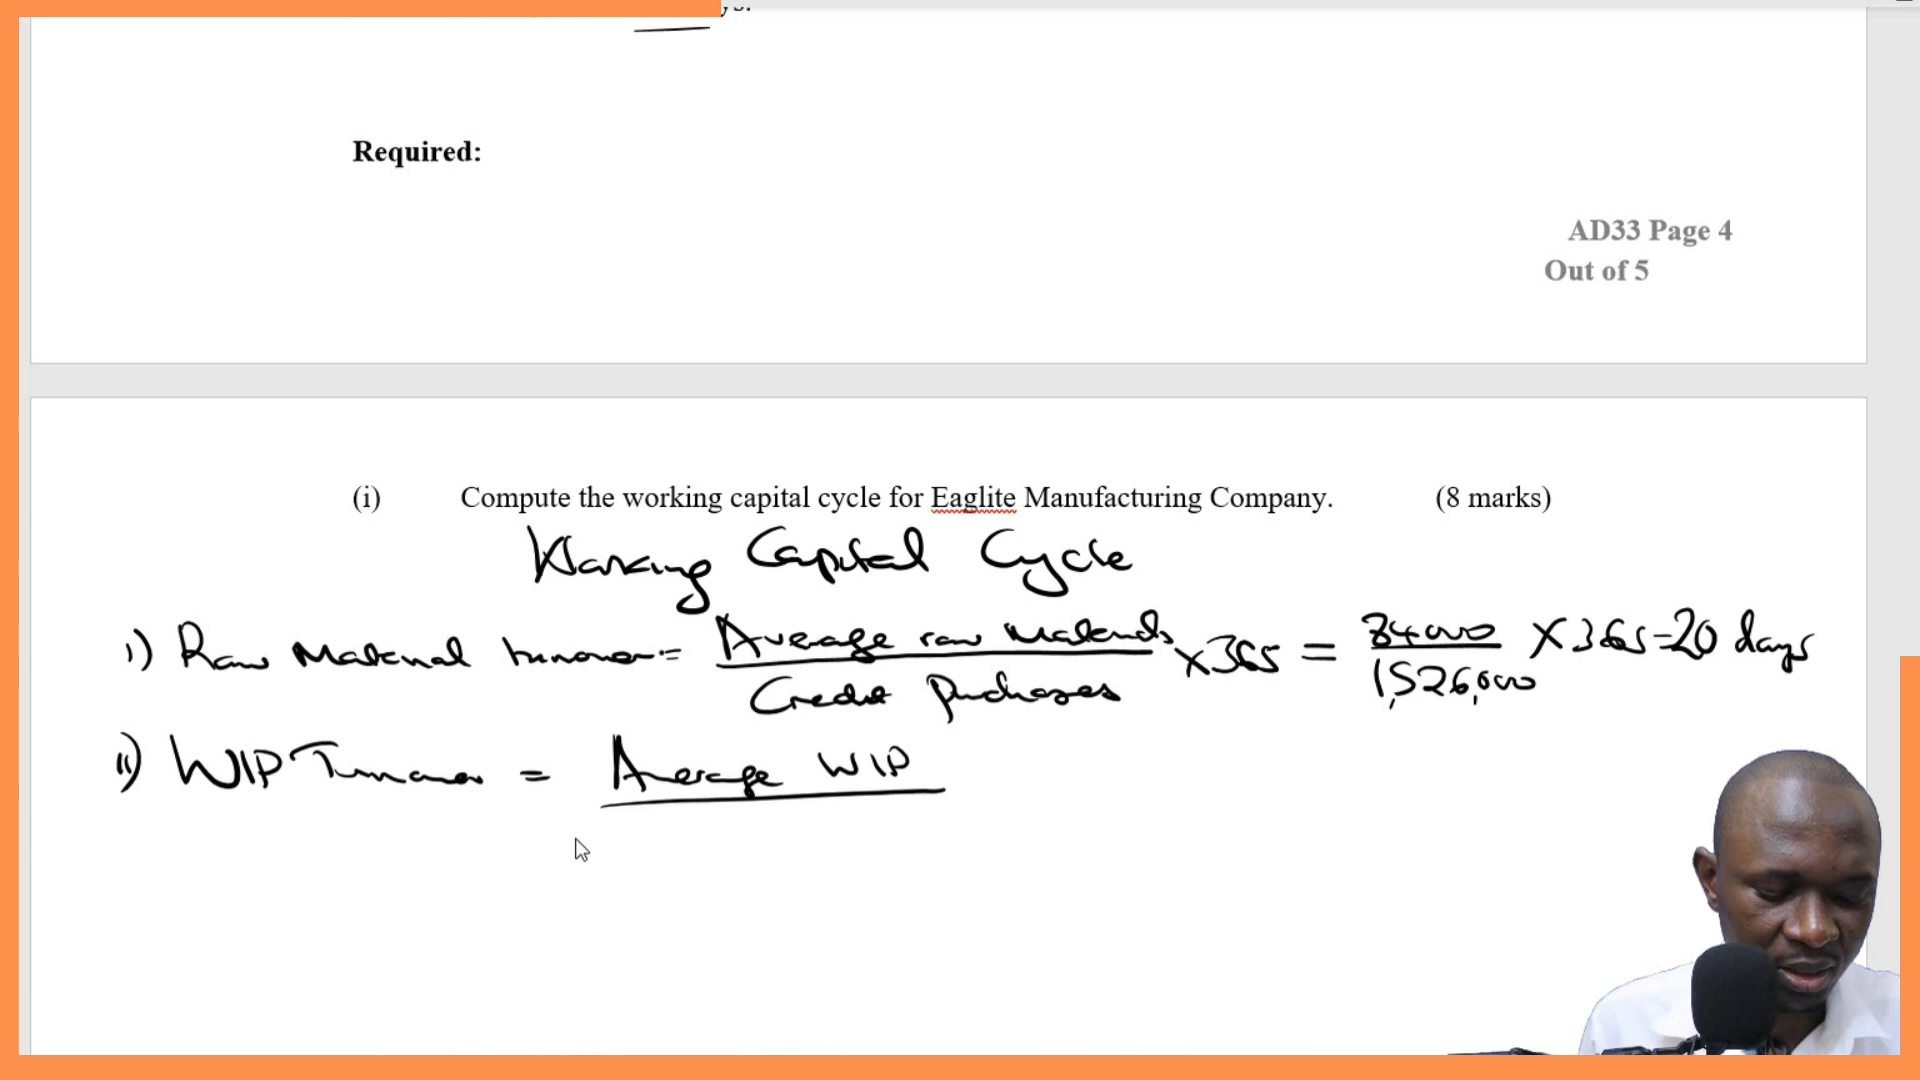 Required:
AD33 Page 4
Out of 5
(i) Compute the working capital cycle for Eaglite Manufacturing Company. (8 marks)
Working Capital Cycle
i) Raw Material turnover = Average raw materials / Credit Purchases x 365 = 84000 / 1,526,000 X 365 = 20 days
ii) WIP Turnover = Average WIP